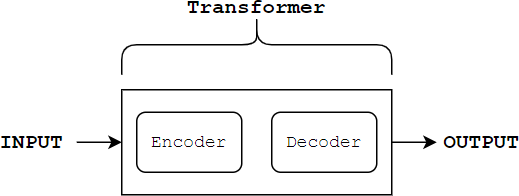 Transformer
INPUT
Encoder
Decoder
OUTPUT